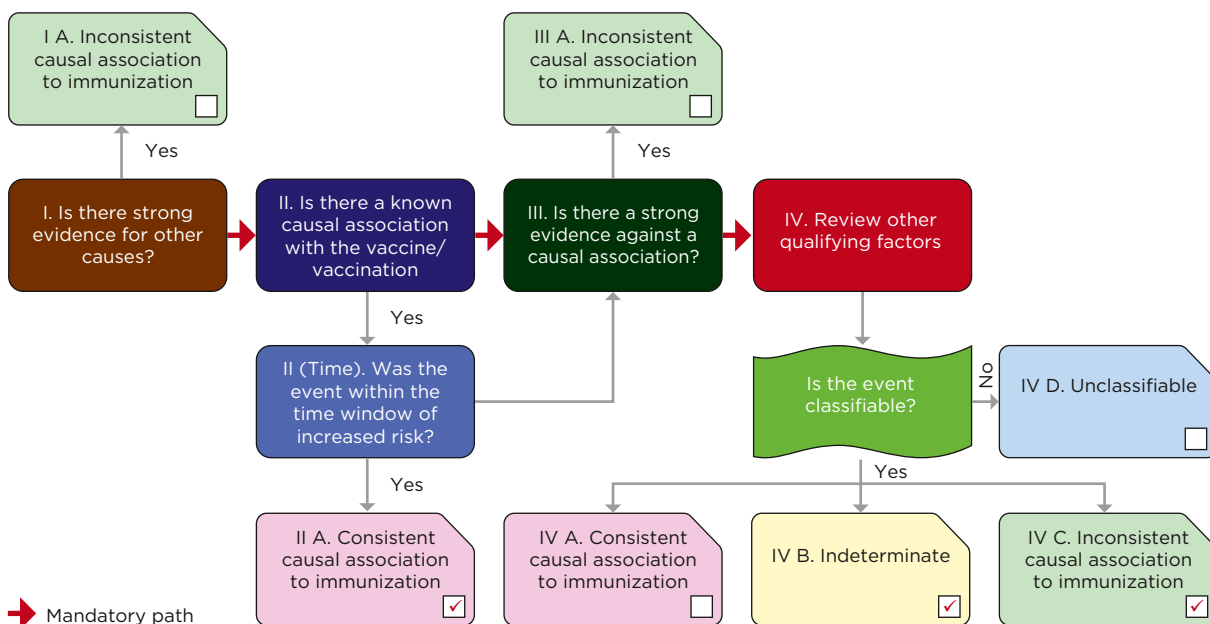 I A. Inconsistent
causal association
to immunization
III A. Inconsistent
causal association
to immunization
Yes
Yes
I. Is there strong
evidence for other
causes?
II. Is there a known
causal association
with the vaccine/
vaccination
III. Is there a strong
evidence against a
causal association?
IV. Review other
qualifying factors
Yes
II (Time). Was the
event within the
time window of
increased risk?
Is the event
classifiable?
No
IV D. Unclassifiable
Yes
Yes
II A. Consistent
causal association
to immunization
IV A. Consistent
causal association
to immunization
IV B. Indeterminate
IV C. Inconsistent
causal association
to immunization
Mandatory path